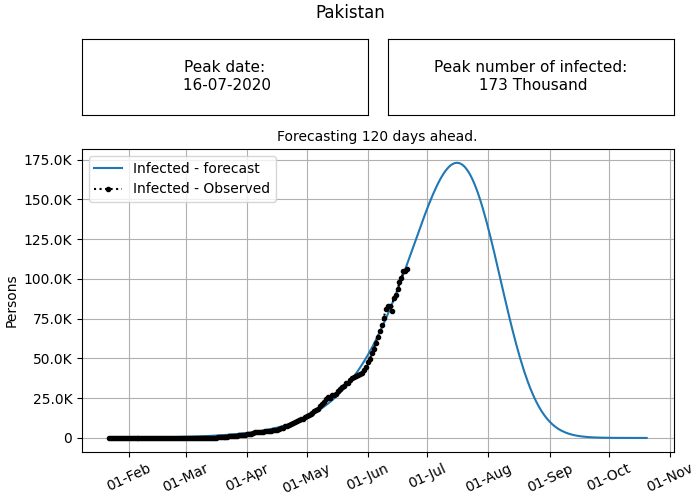 Pakistan
Peak date:
16-07-2020
Peak number of infected:
173 Thousand
Forecasting 120 days ahead.
Infected - forecast
Infected - Observed
Persons
175.0K
150.0K
125.0K
100.0K
75.0K
50.0K
25.0K
0
01-Feb
01-Mar
01-Apr
01-May
01-Jun
01-Jul
01-Aug
01-Sep
01-Oct
01-Nov